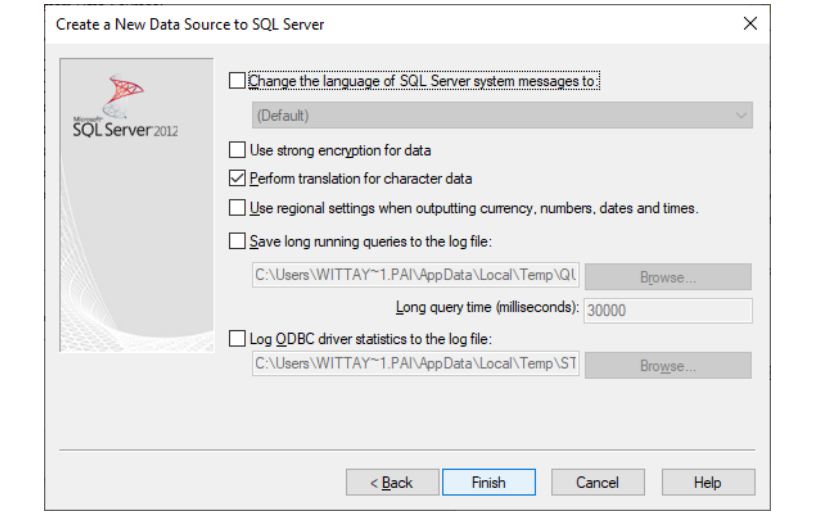 Create a New Data Source to SQL Server
Microsoft
SQL Server 2012
Change the language of SQL Server system messages to:
(Default)
Use strong encryption for data
Perform translation for character data
Use regional settings when outputting currency, numbers, dates and times.
Save long running queries to the log file:
C:\Users\WITTAY~1.PAI\AppData\Local\Temp\QU
Browse...
Long query time (milliseconds): 30000
Log ODBC driver statistics to the log file:
C:\Users\WITTAY~1.PAI\AppData\Local\Temp\ST
Browse...
< Back
Finish
Cancel
Help